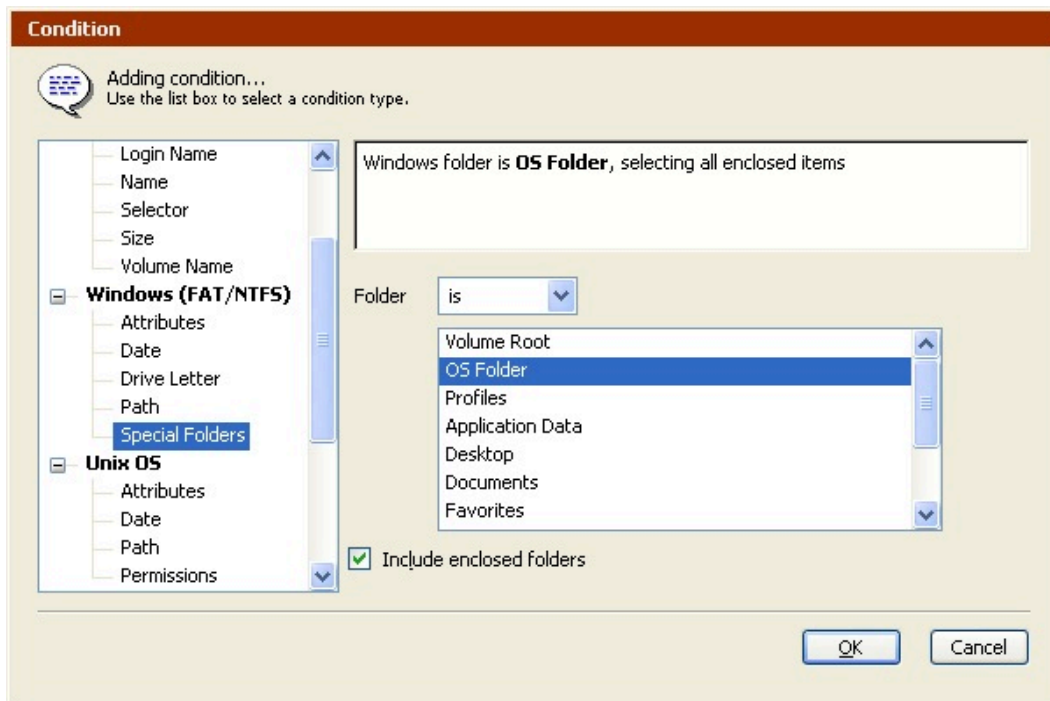 Condition
Adding condition...
Use the list box to select a condition type.
Login Name
Name
Selector
Size
Volume Name
Windows (FAT/NTFS)
Attributes
Date
Drive Letter
Path
Special Folders
Unix OS
Attributes
Date
Path
Permissions
Windows folder is OS Folder, selecting all enclosed items
Folder is
Volume Root
OS Folder
Profiles
Application Data
Desktop
Documents
Favorites
Include enclosed folders
OK Cancel